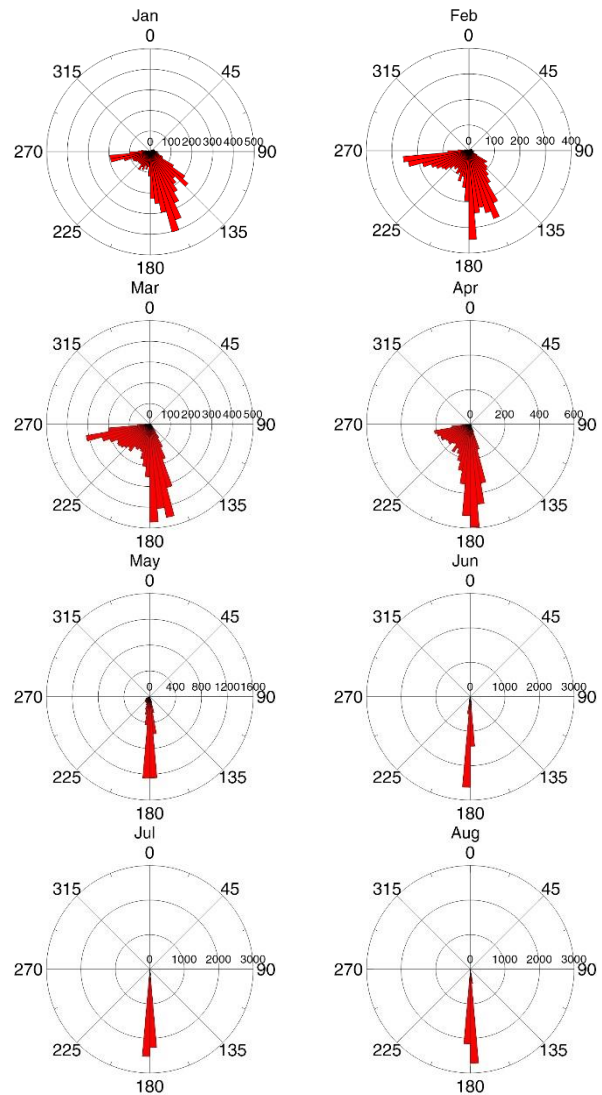 Jan Feb
0 0
315 45 315 45
0 100 200 300 400 500 0 100 200 300 400
270 90 270 90
225 135 225 135
180 180
Mar Apr
0 0
315 45 315 45
0 100 200 300 400 500 0 200 400 600
270 90 270 90
225 135 225 135
180 180
May Jun
0 0
315 45 315 45
0 400 800 1200 1600 0 1000 2000 3000
270 90 270 90
225 135 225 135
180 180
Jul Aug
0 0
315 45 315 45
0 1000 2000 3000 0 1000 2000 3000
270 90 270 90
225 135 225 135
180 180